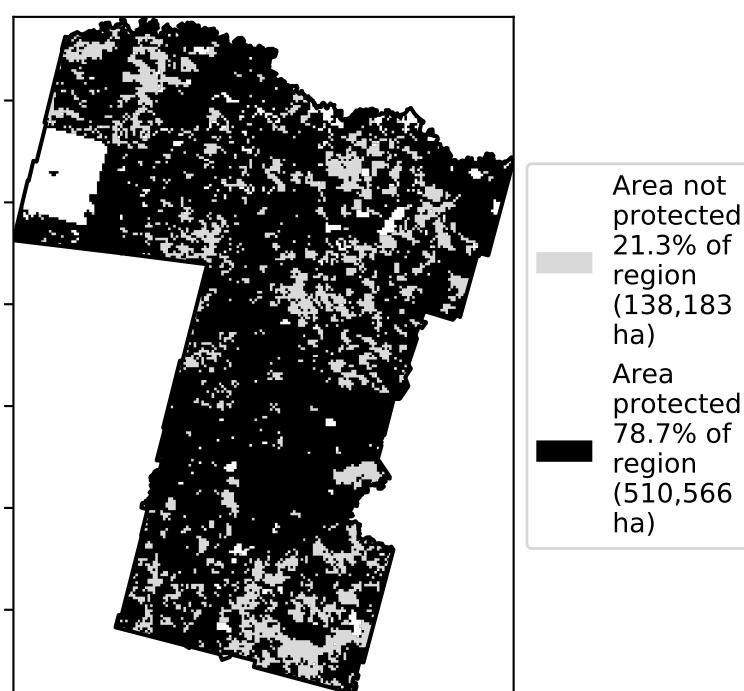 Area not
protected
21.3% of
region
(138,183
ha)
Area
protected
78.7% of
region
(510,566
ha)